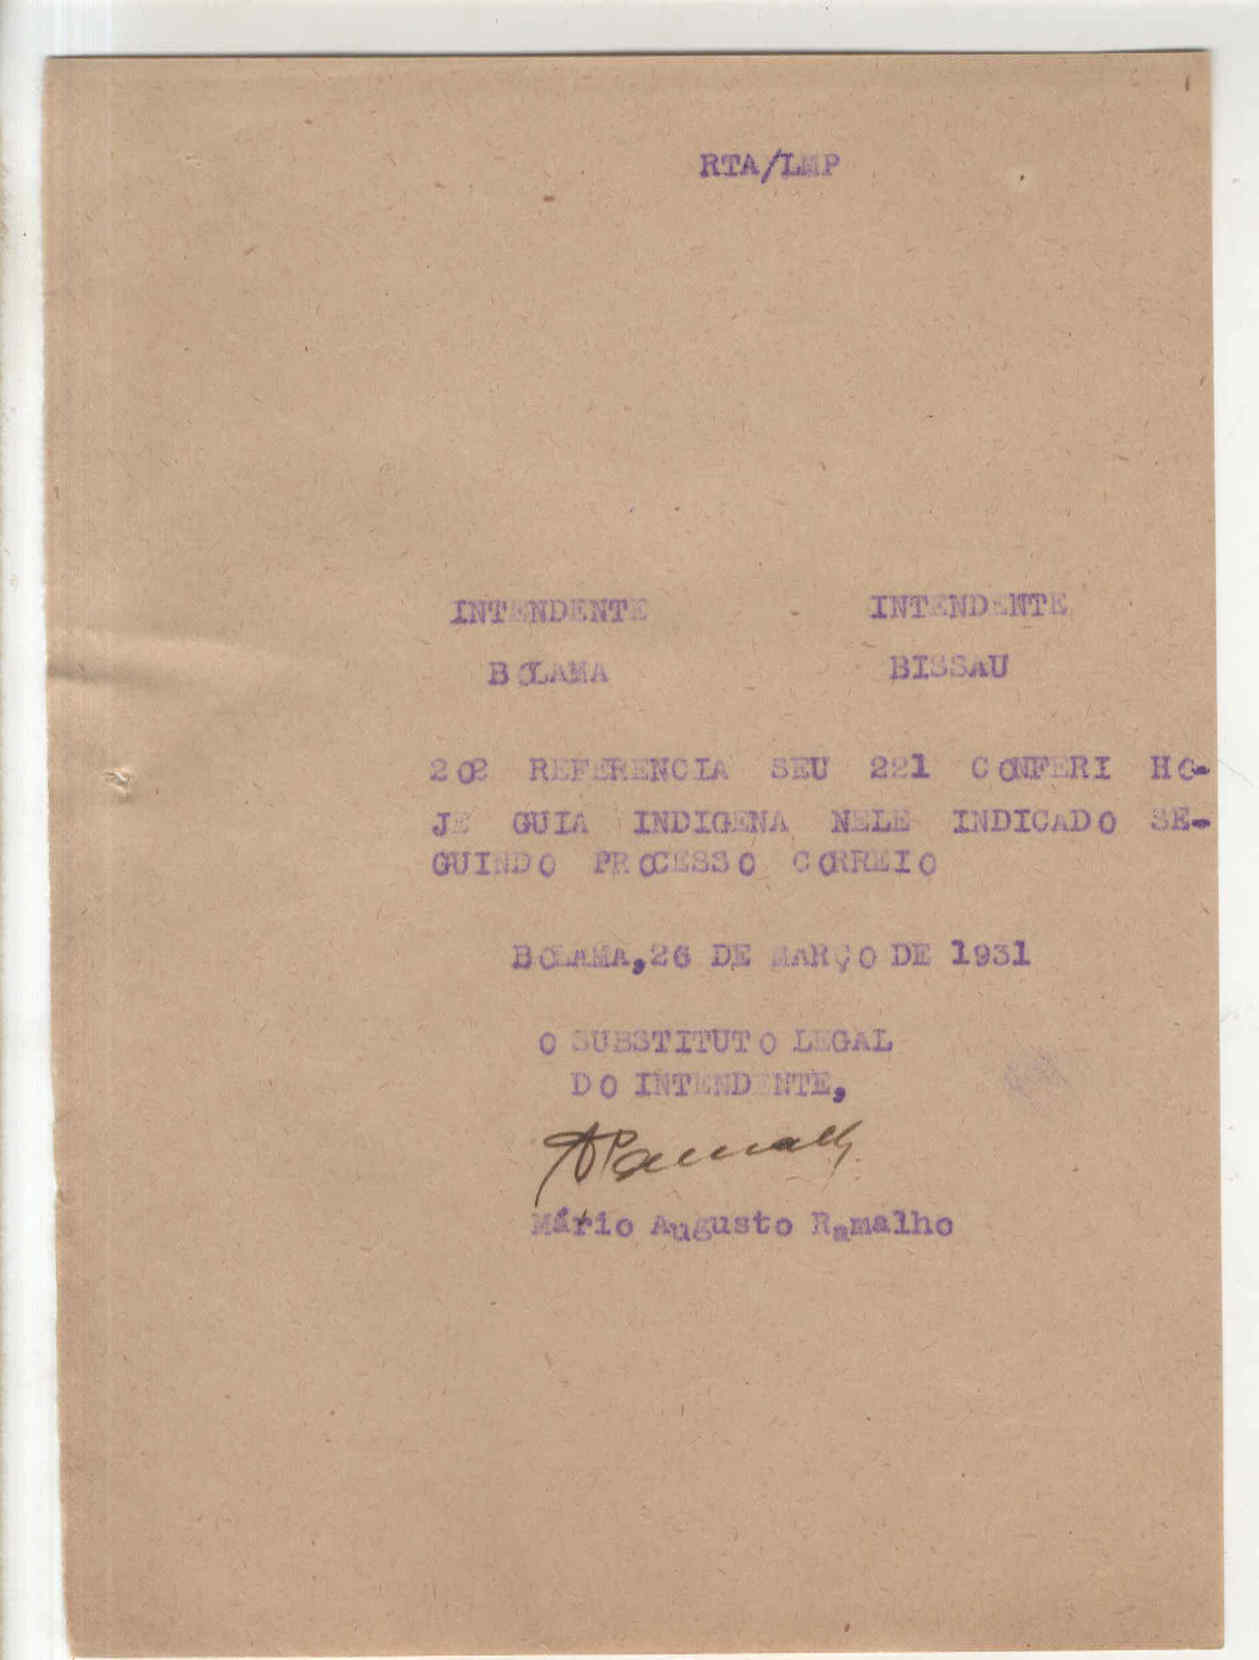 RTA/LMP
INTENDENTE INTENDENTE
BOLAMA BISSAU
202 REFERENCIA SEU 221 CONFERI HO-
JE GUIA INDIGENA NELE INDICADO SE-
GUINDO PROCESSO CORREIO
BOLAMA,26 DE MARÇO DE 1931
O SUBSTITUTO LEGAL
DO INTENDENTE,
Mário Augusto Ramalho